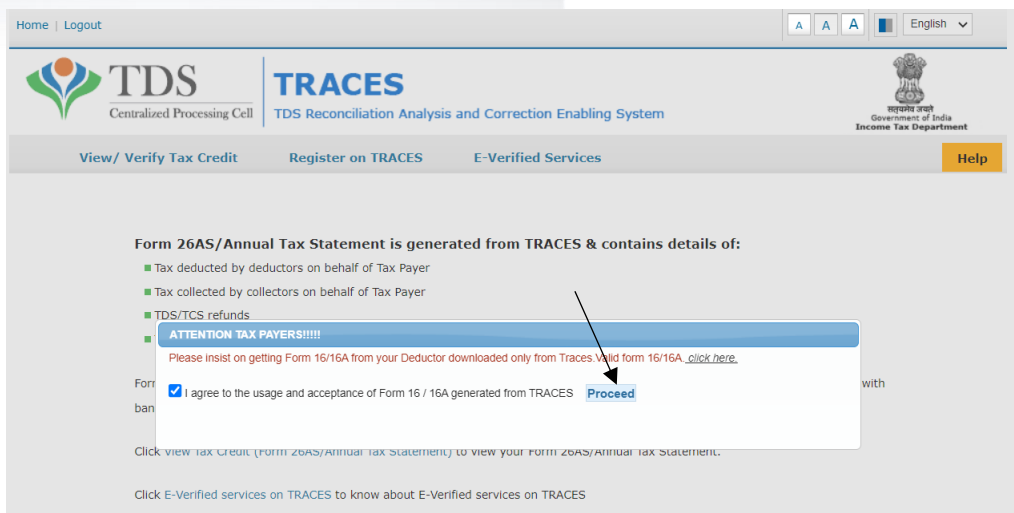 Home | Logout
A A A English
TDS
Centralized Processing Cell
TRACES
TDS Reconciliation Analysis and Correction Enabling System
सत्यमेव जयते
Government of India
Income Tax Department
View/ Verify Tax Credit Register on TRACES E-Verified Services Help
Form 26AS/Annual Tax Statement is generated from TRACES & contains details of:
Tax deducted by deductors on behalf of Tax Payer
Tax collected by collectors on behalf of Tax Payer
TDS/TCS refunds
ATTENTION TAX PAYERS!!!!!
Please insist on getting Form 16/16A from your Deductor downloaded only from Traces.Valid form 16/16A. click here.
I agree to the usage and acceptance of Form 16 / 16A generated from TRACES Proceed
with
Click View Tax Credit (Form 26AS/Annual Tax Statement) to view your Form 26AS/Annual Tax Statement.
Click E-Verified services on TRACES to know about E-Verified services on TRACES